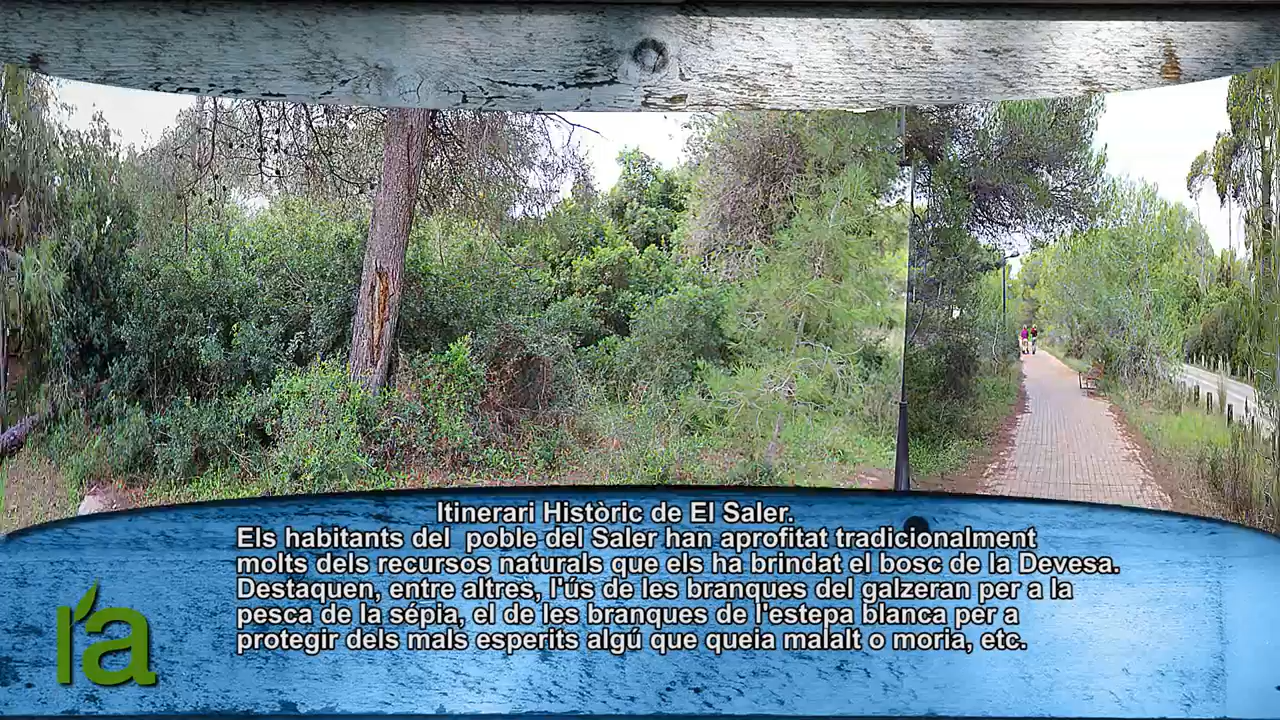 Itinerari Històric de El Saler.
Els habitants del  poble del Saler han aprofitat tradicionalment
molts dels recursos naturals que els ha brindat el bosc de la Devesa.
Destaquen, entre altres, l'ús de les branques del galzeran per a la
pesca de la sépia, el de les branques de l'estepa blanca per a
protegir dels mals esperits algú que queia malalt o moria, etc.
l'a